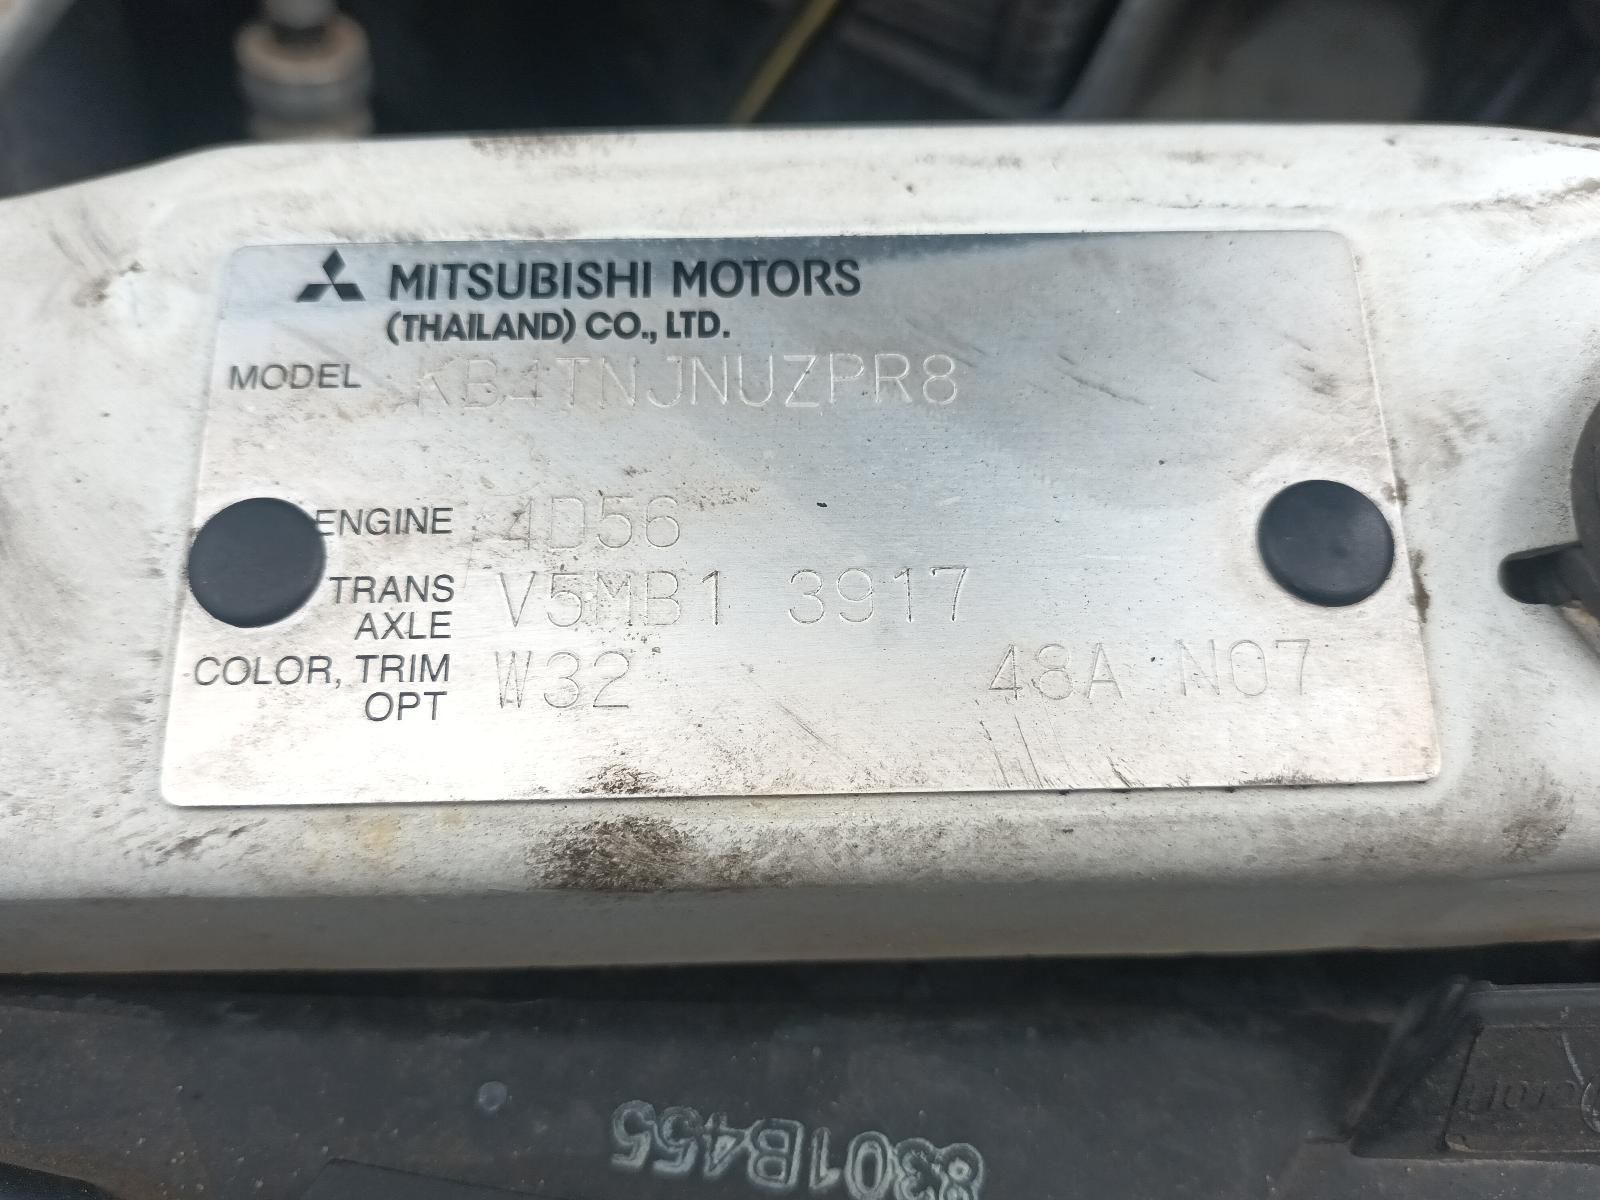 MITSUBISHI MOTORS
(THAILAND) CO., LTD.
MODEL KB4TNJNUZPR8
ENGINE 4D56
TRANS AXLE V5MB1 3917
COLOR, TRIM OPT W32 48A N07
8301B455